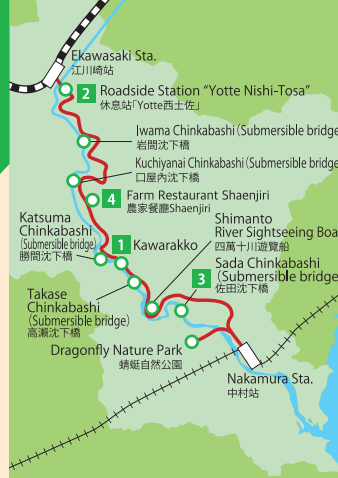 Ekawasaki Sta.
江川崎站
2 Roadside Station “Yotte Nishi-Tosa”
休息站「Yotte西土佐」
Iwama Chinkabashi (Submersible bridge
岩間沈下橋
Kuchiyanai Chinkabashi (Submersible bridge
口屋內沈下橋
4 Farm Restaurant Shaenjiri
農家餐廳Shaenjiri
Katsuma
Chinkabashi
(Submersible bridge)
勝間沈下橋
1 Kawarakko
Shimanto
River Sightseeing Boa
四萬十川遊覽船
3 Sada Chinkabashi
(Submersible bridge
佐田沈下橋
Takase
Chinkabashi
(Submersible bridge)
高瀨沈下橋
Dragonfly Nature Park
蜻蜓自然公園
Nakamura Sta.
中村站